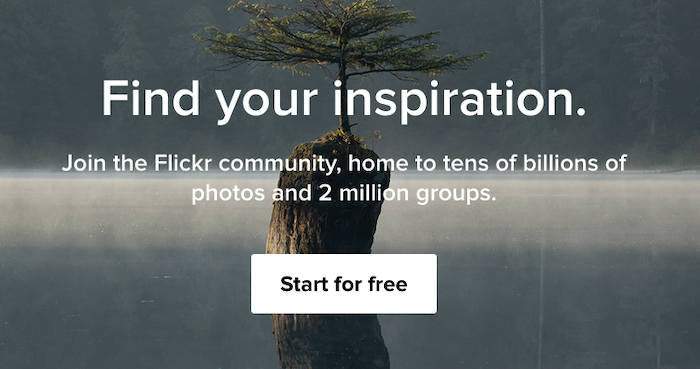 Find your inspiration.
Join the Flickr community, home to tens of billions of
photos and 2 million groups.
Start for free